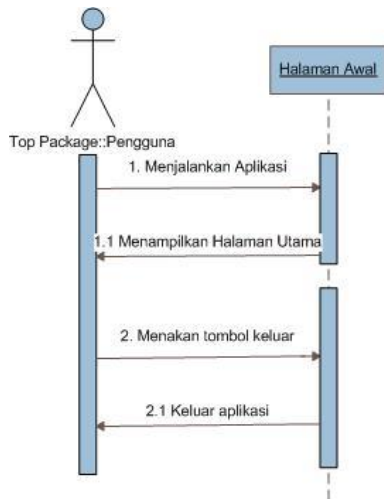 Halaman Awal
Top Package::Pengguna
1. Menjalankan Aplikasi
1.1 Menampilkan Halaman Utama
2. Menakan tombol keluar
2.1 Keluar aplikasi